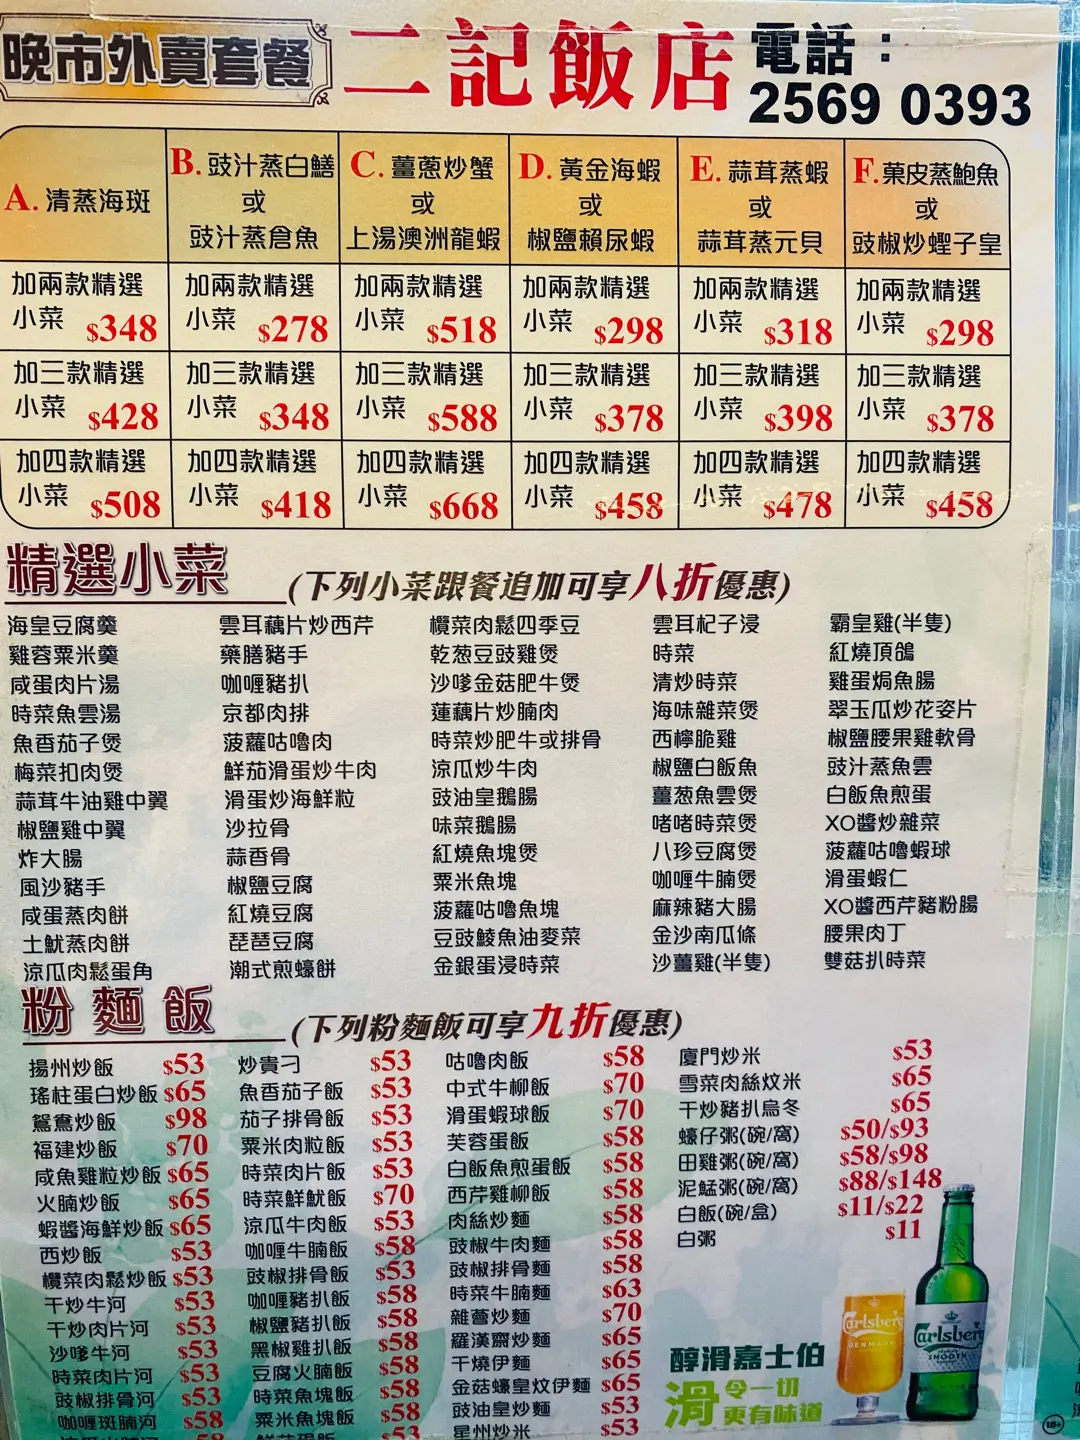 晚市外賣套餐
二記飯店
電話：
2569 0393
A. 清蒸海斑
B. 豉汁蒸白鱔
或
豉汁蒸倉魚
C. 薑蔥炒蟹
或
上湯澳洲龍蝦
D. 黃金海蝦
或
椒鹽賴尿蝦
E. 蒜茸蒸蝦
或
蒜茸蒸元貝
F. 菓皮蒸鮑魚
或
豉椒炒蟶子皇
加兩款精選
小菜 $348
加兩款精選
小菜 $278
加兩款精選
小菜 $518
加兩款精選
小菜 $298
加兩款精選
小菜 $318
加兩款精選
小菜 $298
加三款精選
小菜 $428
加三款精選
小菜 $348
加三款精選
小菜 $588
加三款精選
小菜 $378
加三款精選
小菜 $398
加三款精選
小菜 $378
加四款精選
小菜 $508
加四款精選
小菜 $418
加四款精選
小菜 $668
加四款精選
小菜 $458
加四款精選
小菜 $478
加四款精選
小菜 $458
精選小菜 (下列小菜跟餐追加可享八折優惠)
海皇豆腐羹
雞蓉粟米羹
咸蛋肉片湯
時菜魚雲湯
魚香茄子煲
梅菜扣肉煲
蒜茸牛油雞中翼
椒鹽雞中翼
炸大腸
風沙豬手
咸蛋蒸肉餅
土魷蒸肉餅
涼瓜肉鬆蛋角
雲耳藕片炒西芹
藥膳豬手
咖喱豬扒
京都肉排
菠蘿咕嚕肉
鮮茄滑蛋炒牛肉
滑蛋炒海鮮粒
沙拉骨
蒜香骨
椒鹽豆腐
紅燒豆腐
琵琶豆腐
潮式煎蠔餅
欖菜肉鬆四季豆
乾葱豆豉雞煲
沙嗲金菇肥牛煲
蓮藕片炒腩肉
時菜炒肥牛或排骨
涼瓜炒牛肉
豉油皇鵝腸
味菜鵝腸
紅燒魚塊煲
粟米魚塊
菠蘿咕嚕魚塊
豆豉鯪魚油麥菜
金銀蛋浸時菜
雲耳杞子浸
時菜
清炒時菜
海味雜菜煲
西檸脆雞
椒鹽白飯魚
薑葱魚雲煲
啫啫時菜煲
八珍豆腐煲
咖喱牛腩煲
麻辣豬大腸
金沙南瓜條
沙薑雞(半隻)
霸皇雞(半隻)
紅燒頂鴿
雞蛋焗魚腸
翠玉瓜炒花姿片
椒鹽腰果雞軟骨
豉汁蒸魚雲
白飯魚煎蛋
XO醬炒雜菜
菠蘿咕嚕蝦球
滑蛋蝦仁
XO醬西芹豬粉腸
腰果肉丁
雙菇扒時菜
粉麵飯 (下列粉麵飯可享九折優惠)
揚州炒飯 $53
瑤柱蛋白炒飯 $65
鴛鴦炒飯 $98
福建炒飯 $70
咸魚雞粒炒飯 $65
火腩炒飯 $65
蝦醬海鮮炒飯 $65
西炒飯 $53
欖菜肉鬆炒飯 $53
干炒牛河 $53
干炒肉片河 $53
沙嗲牛河 $53
時菜肉片河 $53
豉椒排骨河 $53
咖喱斑腩河 $58
炒貴刁 $53
魚香茄子飯 $53
茄子排骨飯 $53
粟米肉粒飯 $53
時菜肉片飯 $53
時菜鮮魷飯 $70
涼瓜牛肉飯 $53
咖喱牛腩飯 $58
豉椒排骨飯 $53
咖喱豬扒飯 $58
椒鹽豬扒飯 $58
黑椒雞扒飯 $58
豆腐火腩飯 $58
時菜魚塊飯 $58
粟米魚塊飯 $58
咕嚕肉飯 $58
中式牛柳飯 $70
滑蛋蝦球飯 $70
芙蓉蛋飯 $58
白飯魚煎蛋飯 $58
西芹雞柳飯 $58
肉絲炒麵 $58
豉椒牛肉麵 $58
豉椒排骨麵 $58
時菜牛腩麵 $63
雜薈炒麵 $70
羅漢齋炒麵 $65
干燒伊麵 $65
金菇蠔皇炆伊麵 $65
豉油皇炒麵 $53
星州炒米 $53
廈門炒米 $53
雪菜肉絲炆米 $65
干炒豬扒烏冬 $65
蠔仔粥(碗/窩) $50/$93
田雞粥(碗/窩) $58/$98
泥鯭粥(碗/窩) $88/$148
白飯(碗/盒) $11/$22
白粥 $11
醇滑嘉士伯
滑 令一切
更有味道
Carlsberg
DENMARK
Carlsberg
SMOOTH
18+